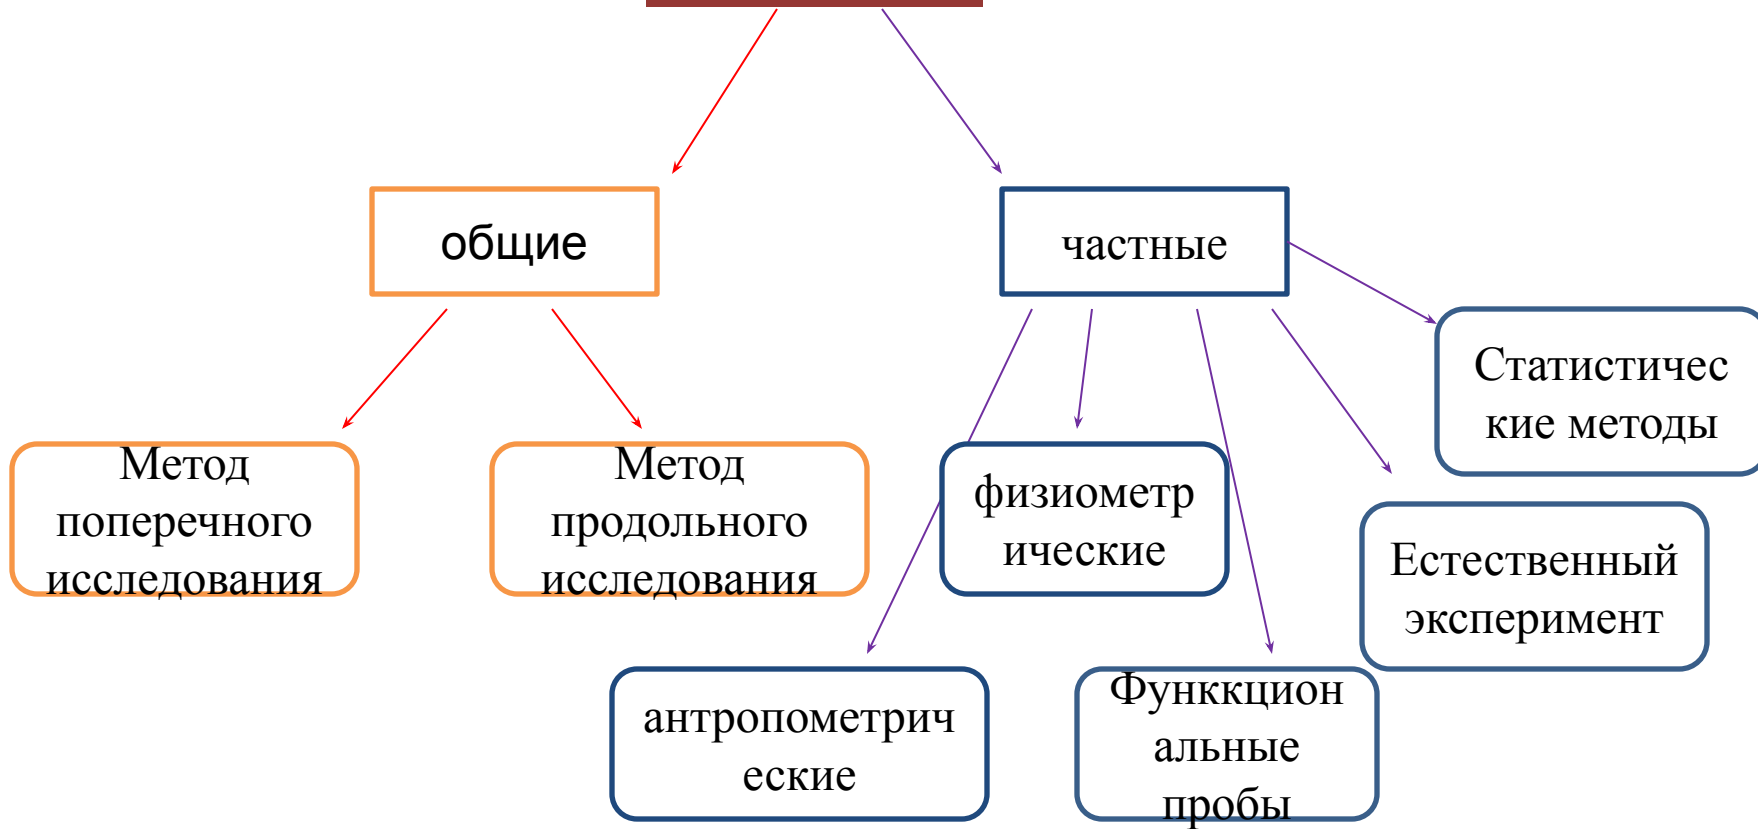 общие
частные
Статистичес
кие методы
Метод
поперечного
исследования
Метод
продольного
исследования
физиометр
ические
Естественный
эксперимент
антропометрич
еские
Функкцион
альные
пробы